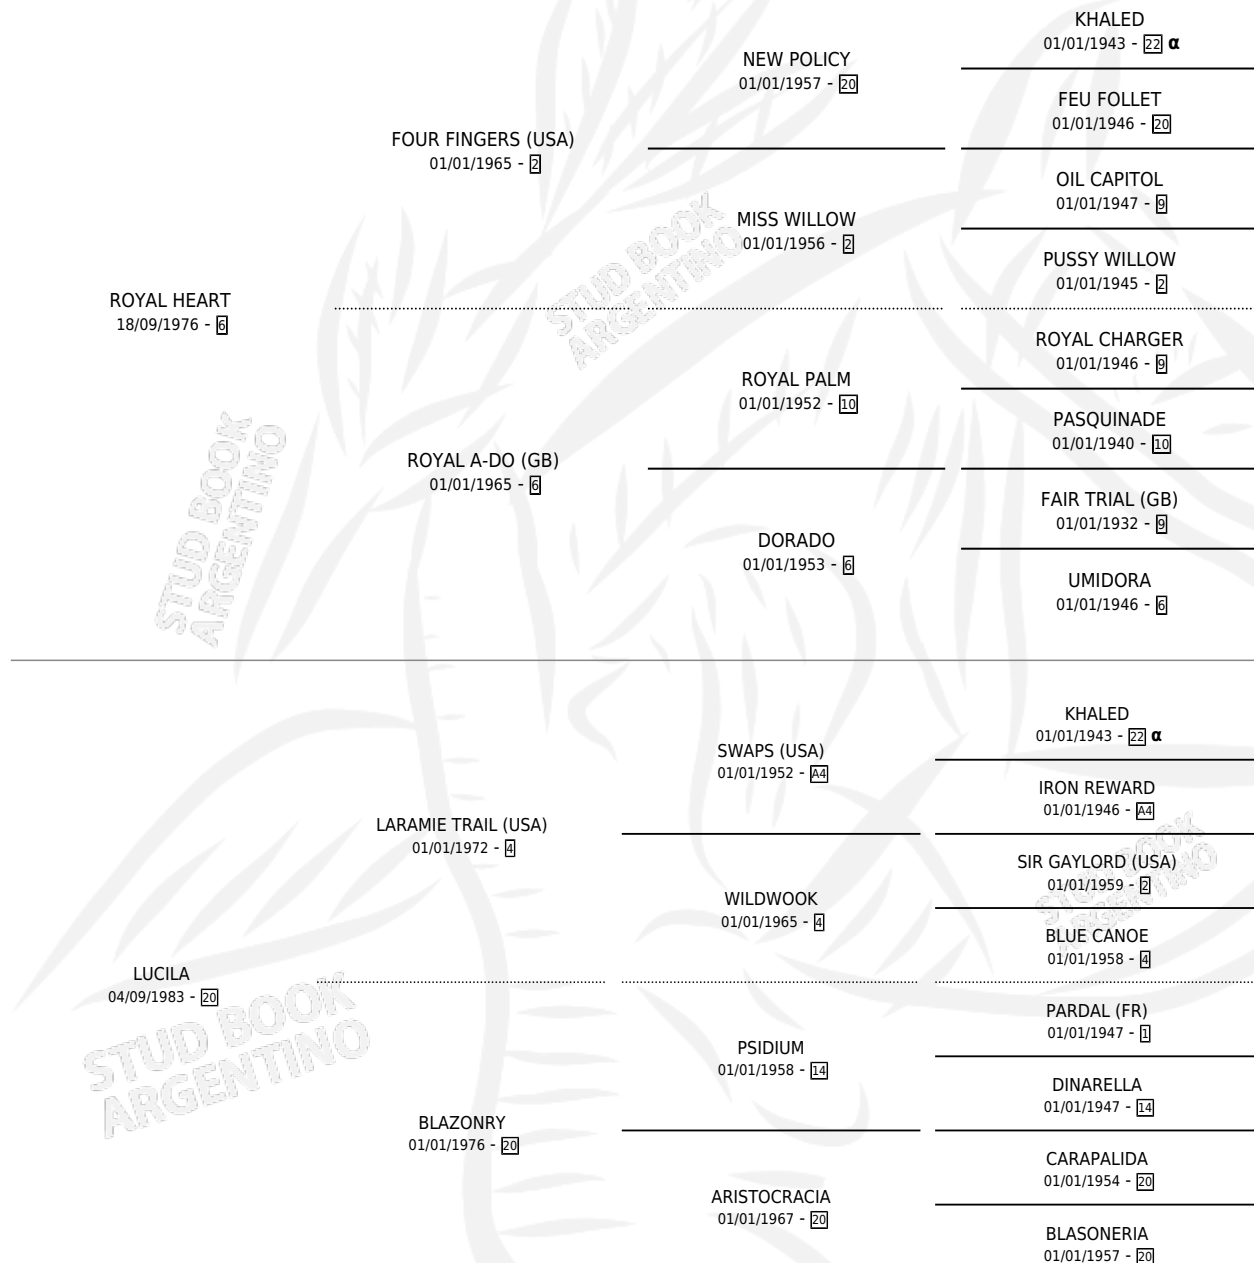 KHALED
01/01/1943 - 22 α
NEW POLICY
01/01/1957 - 20
FEU FOLLET
01/01/1946 - 20
FOUR FINGERS (USA)
01/01/1965 - 2
OIL CAPITOL
01/01/1947 - 9
MISS WILLOW
01/01/1956 - 2
PUSSY WILLOW
01/01/1945 - 2
ROYAL HEART
18/09/1976 - 6
STUD BOOK
ARGENTINO
ROYAL CHARGER
01/01/1946 - 9
ROYAL PALM
01/01/1952 - 10
PASQUINADE
01/01/1940 - 10
ROYAL A-DO (GB)
01/01/1965 - 6
STUD BOOK
ARGENTINO
FAIR TRIAL (GB)
01/01/1932 - 9
DORADO
01/01/1953 - 6
UMIDORA
01/01/1946 - 6
KHALED
01/01/1943 - 22 α
SWAPS (USA)
01/01/1952 - A4
IRON REWARD
01/01/1946 - A4
LARAMIE TRAIL (USA)
01/01/1972 - 4
SIR GAYLORD (USA)
01/01/1959 - 2
STUD BOOK
ARGENTINO
WILDWOOK
01/01/1965 - 4
BLUE CANOE
01/01/1958 - 4
LUCILA
04/09/1983 - 20
STUD BOOK
ARGENTINO
PARDAL (FR)
01/01/1947 - 1
PSIDIUM
01/01/1958 - 14
DINARELLA
01/01/1947 - 14
BLAZONRY
01/01/1976 - 20
CARAPALIDA
01/01/1954 - 20
ARISTOCRACIA
01/01/1967 - 20
BLASONERIA
01/01/1957 - 20